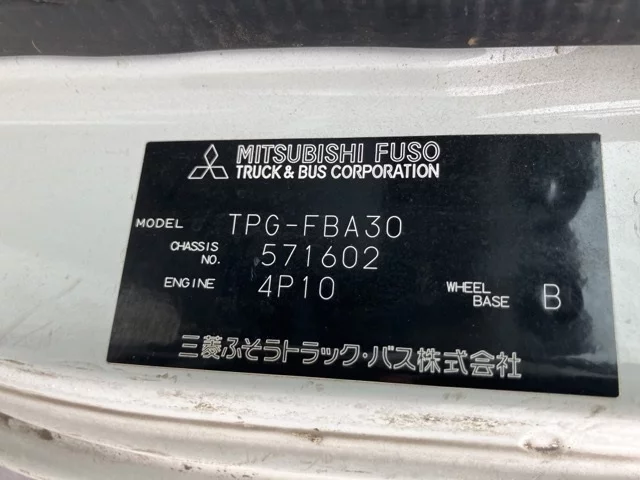 MITSUBISHI FUSO
TRUCK & BUS CORPORATION
MODEL TPG-FBA30
CHASSIS NO. 571602
ENGINE 4P10 WHEEL BASE B
三菱ふそうトラック・バス株式会社